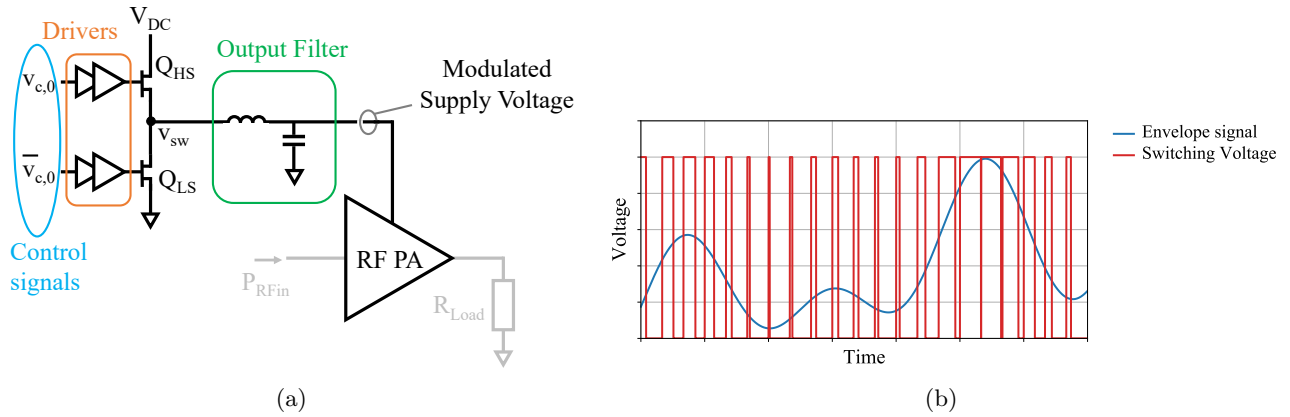 Drivers
V_DC
Output Filter
Q_HS
v_c,0
Modulated
Supply Voltage
v_sw
v̅_c,0
Q_LS
Control
signals
P_RFin
RF PA
R_Load
(a)
Voltage
Time
Envelope signal
Switching Voltage
(b)